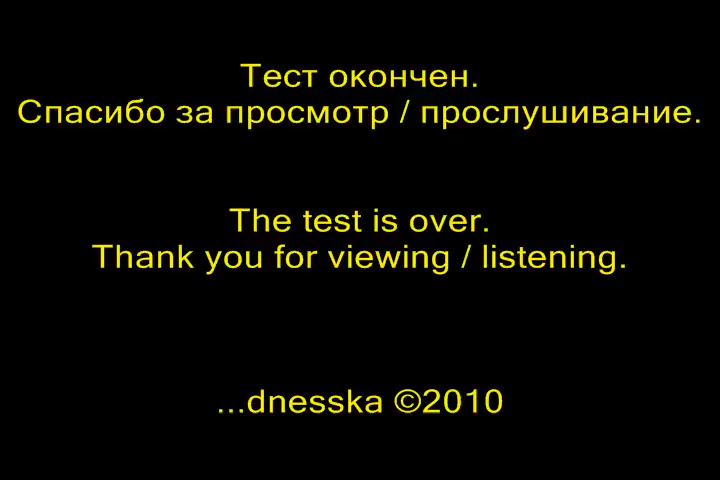 Тест окончен.
Спасибо за просмотр / прослушивание.
The test is over.
Thank you for viewing / listening.
...dnesska ©2010